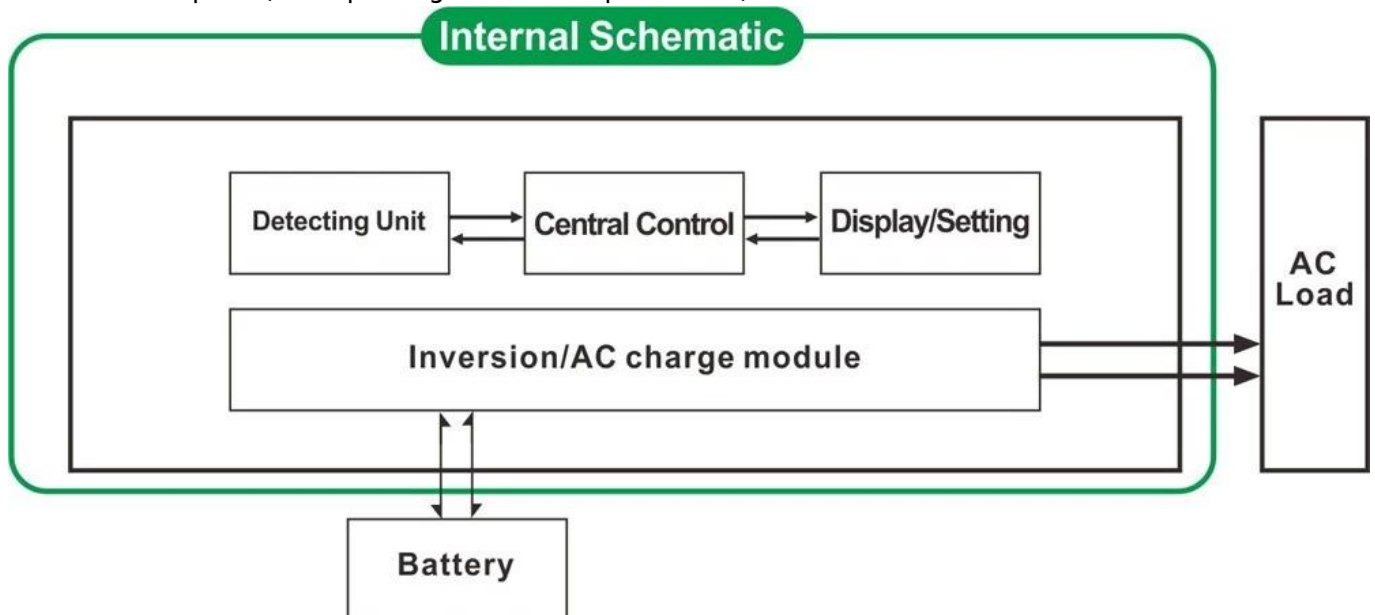 Internal Schematic
Detecting Unit
Central Control
Display/Setting
AC
Load
Inversion/AC charge module
Battery